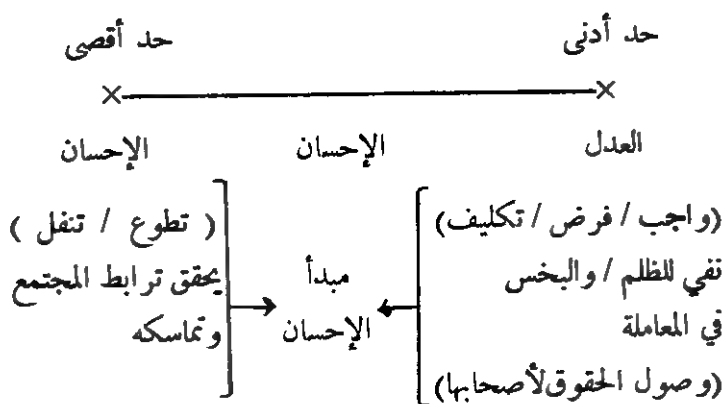 حد أدنى حد أقصى
العدل الإحسان الإحسان
(واجب / فرض / تكليف)
نفي للظلم / والبخس
في المعاملة
(وصول الحقوق لأصحابها)
مبدأ
الإحسان
( تطوع / تنفل )
يحقق ترابط المجتمع
وتماسكه